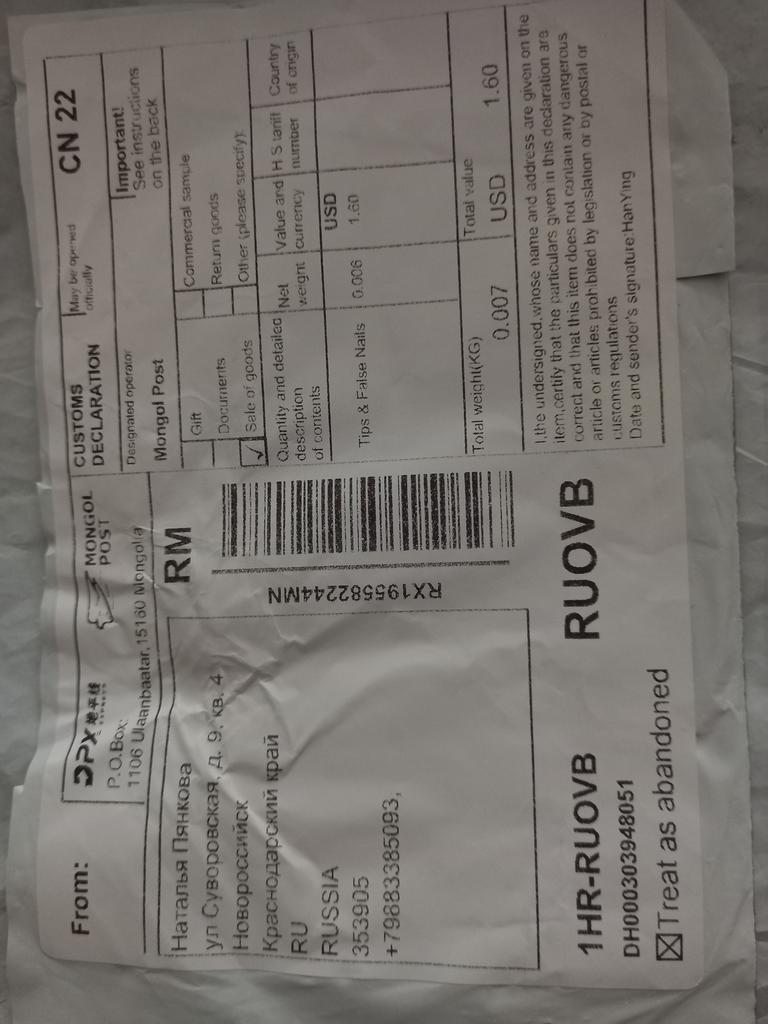 From:
DPX 地平线
EXPRESS
MONGOL
POST
P.O.Box:
1106 Ulaanbaatar,15160 Mongolia
Наталья Пянкова
ул Суворовская, д. 9, кв. 4
Новороссийск
Краснодарский край
RU
RUSSIA
353905
+79883385093,
RM
RX195582244MN
1HR-RUOVB
RUOVB
DH000303948051
☒Treat as abandoned
CUSTOMS
DECLARATION
May be opened
officially
CN 22
Designated operator
Mongol Post
Important!
See instructions
on the back
Gift
Commercial sample
Documents
Return goods
✓ Sale of goods
Other (please specify):
Quantity and detailed
description
of contents
Net
weight
Value and
currency
H S tariff
number
Country
of origin
USD
Tips & False Nails 0.006 1.60
Total weight(KG) Total value
0.007 USD 1.60
I,the undersigned,whose name and address are given on the
item,certify that the particulars given in this declaration are
correct and that this item does not contain any dangerous
article or articles prohibited by legislation or by postal or
customs regulations
Date and sender's signature:HanYing